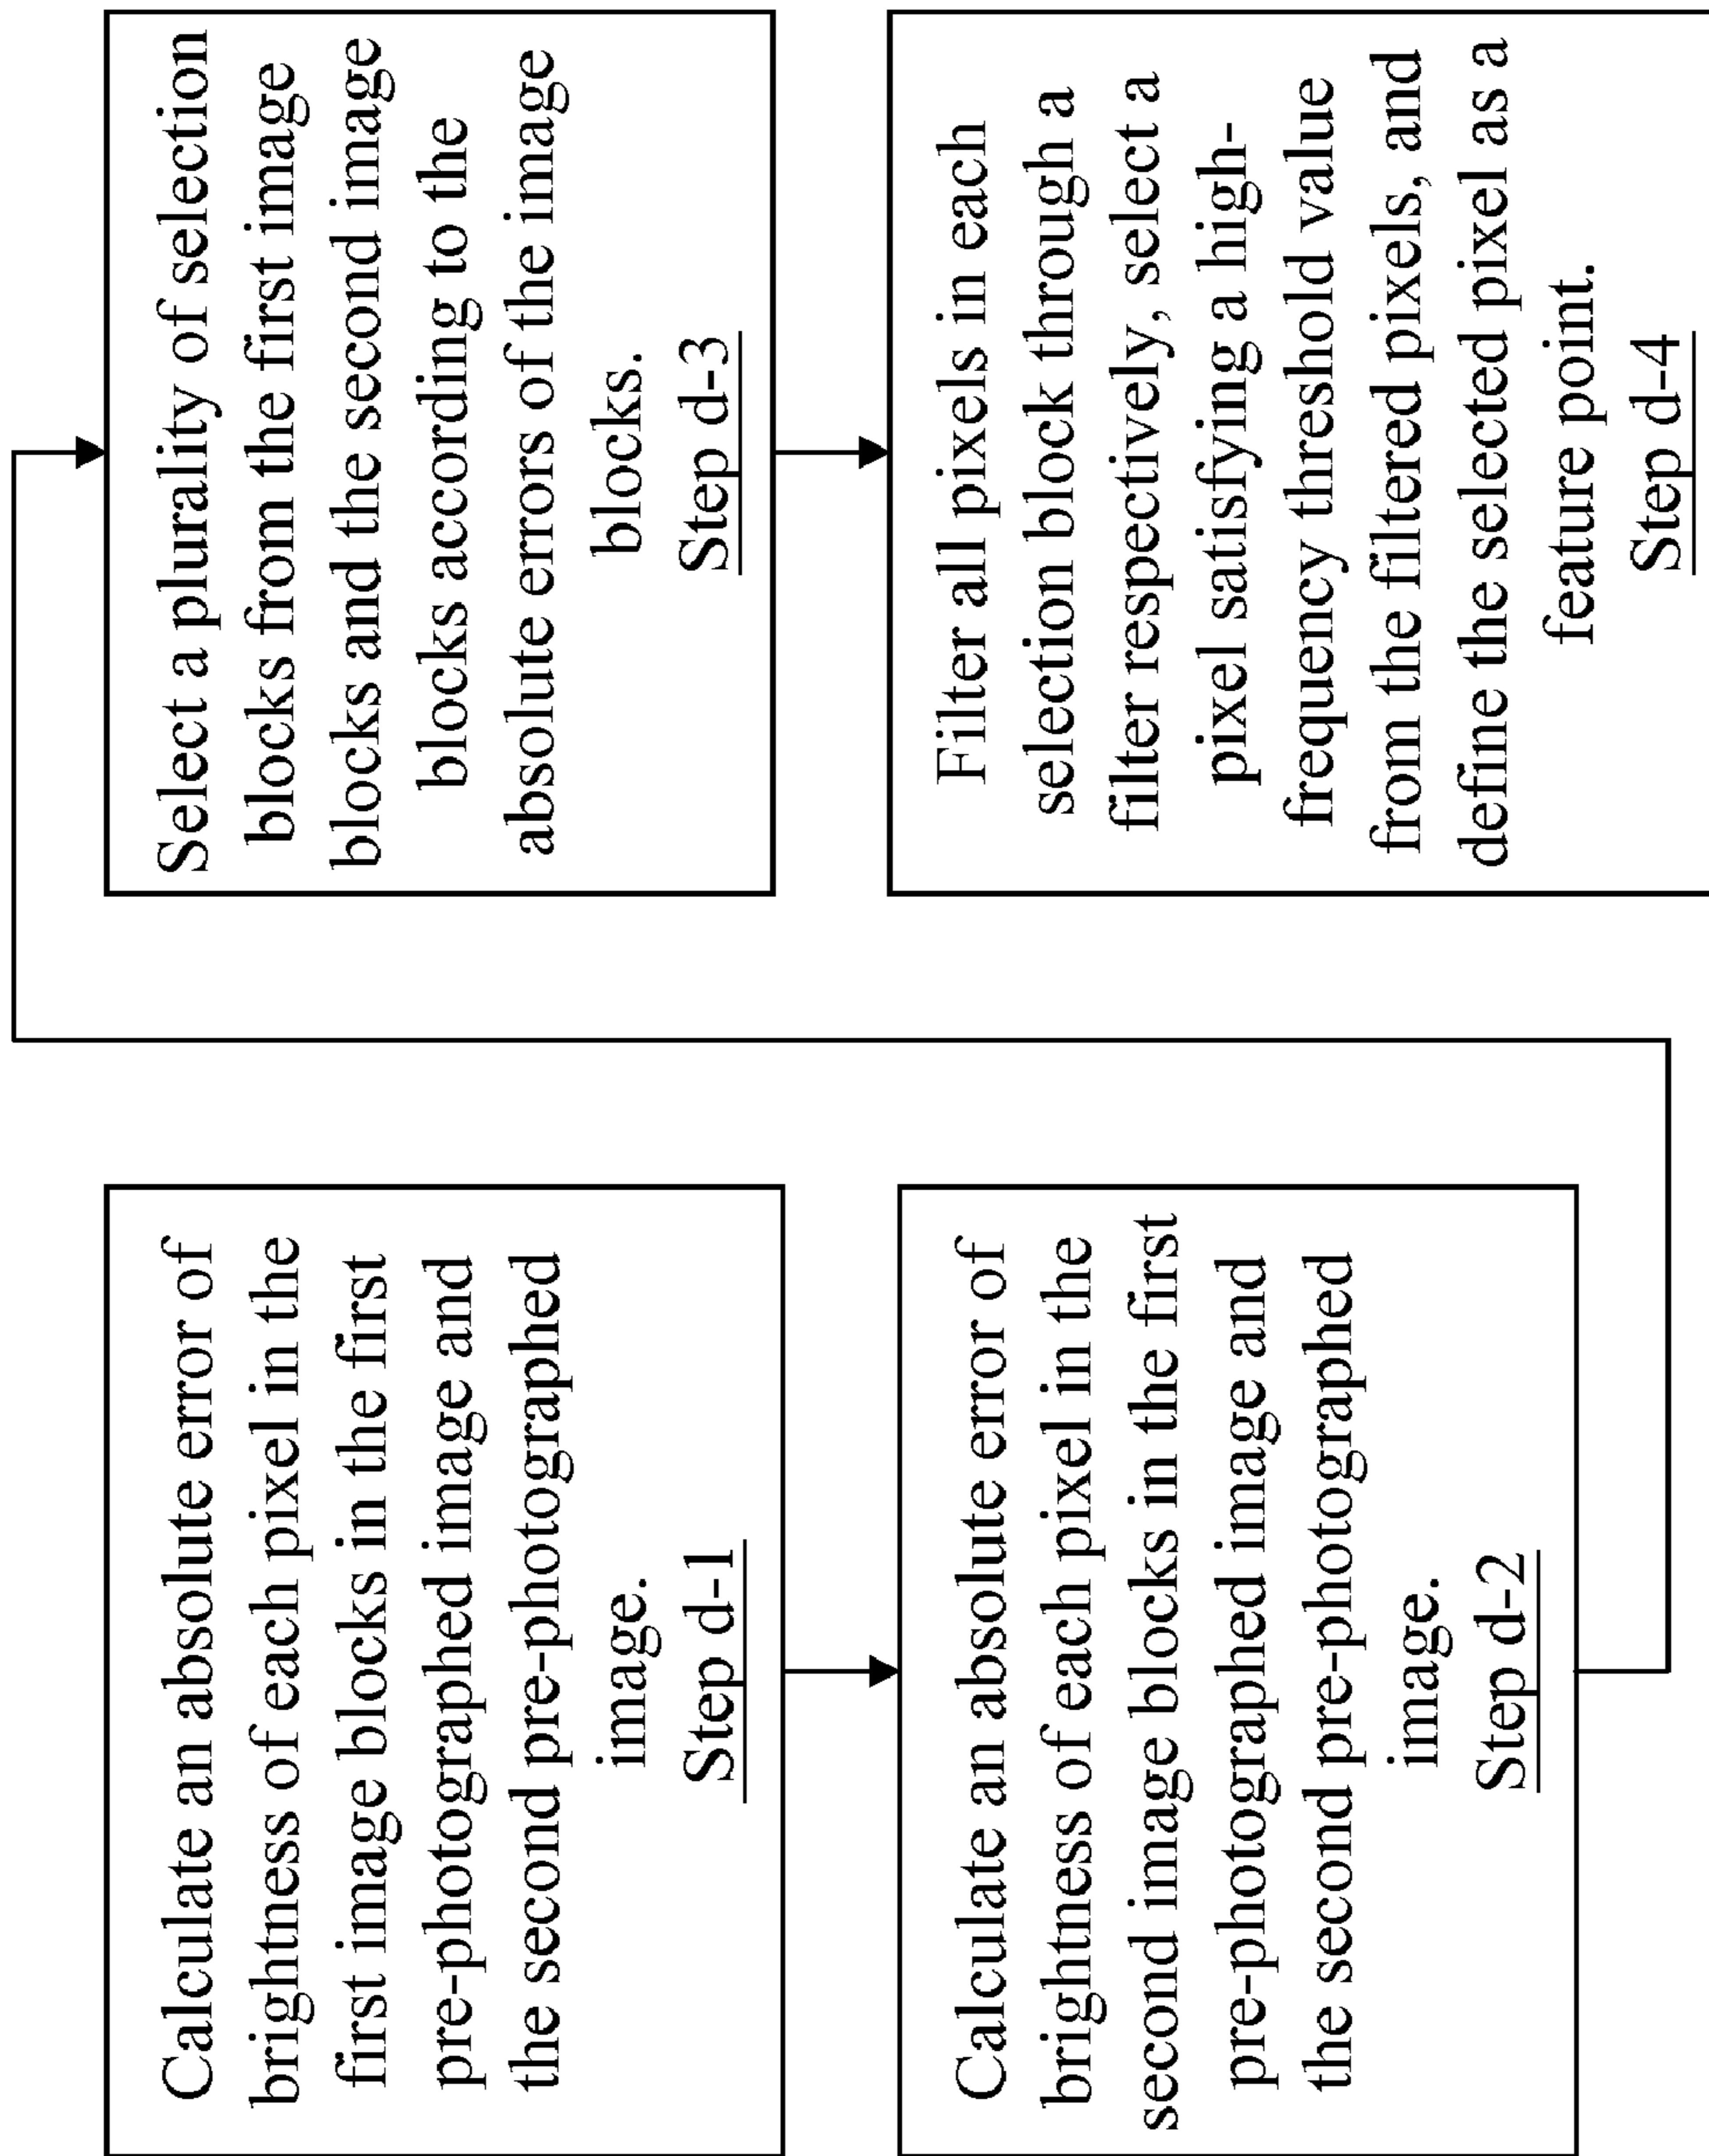 Calculate an absolute error of
brightness of each pixel in the
first image blocks in the first
pre-photographed image and
the second pre-photographed
image.
Step d-1
Calculate an absolute error of
brightness of each pixel in the
second image blocks in the first
pre-photographed image and
the second pre-photographed
image.
Step d-2
Select a plurality of selection
blocks from the first image
blocks and the second image
blocks according to the
absolute errors of the image
blocks.
Step d-3
Filter all pixels in each
selection block through a
filter respectively, select a
pixel satisfying a high-
frequency threshold value
from the filtered pixels, and
define the selected pixel as a
feature point.
Step d-4